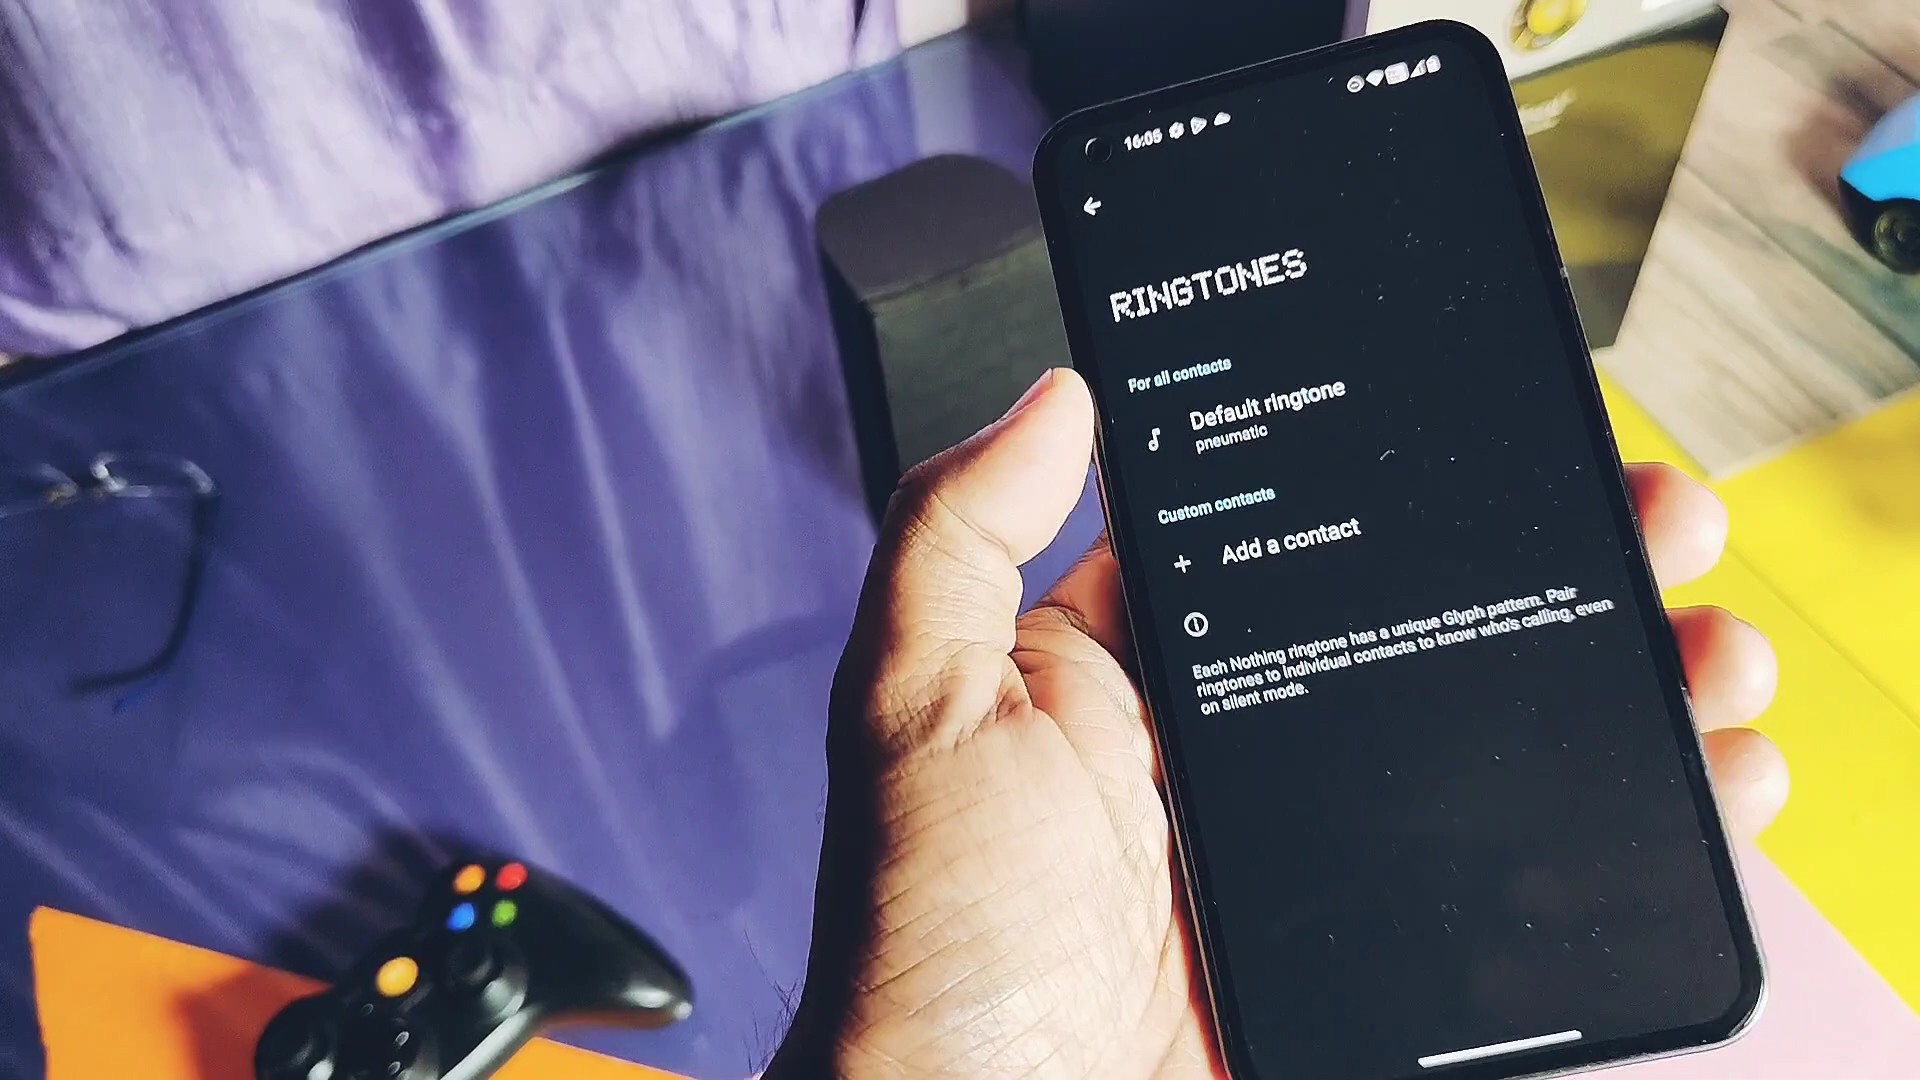 16:05
RINGTONES
For all contacts
Default ringtone
pneumatic
Custom contacts
Add a contact
Each Nothing ringtone has a unique Glyph pattern. Pair
ringtones to individual contacts to know who's calling, even
on silent mode.